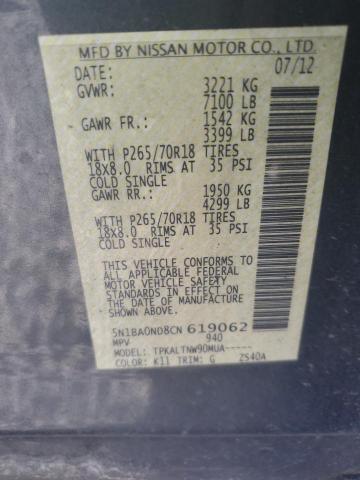 MFD BY NISSAN MOTOR CO., LTD.
DATE: 07/12
GVWR: 3221 KG
7100 LB
GAWR FR.: 1542 KG
3399 LB
WITH P265/70R18 TIRES
18X8.0 RIMS AT 35 PSI
COLD SINGLE
GAWR RR.: 1950 KG
4299 LB
WITH P265/70R18 TIRES
18X8.0 RIMS AT 35 PSI
COLD SINGLE
THIS VEHICLE CONFORMS TO
ALL APPLICABLE FEDERAL
MOTOR VEHICLE SAFETY
STANDARDS IN EFFECT ON
THE DATE OF MANUFACTURE
SHOWN ABOVE.
5N1BA0N08CN 619062
MPV 940
MODEL: TPKALTNW90MUA-----
COLOR: K11 TRIM: G ZS40A